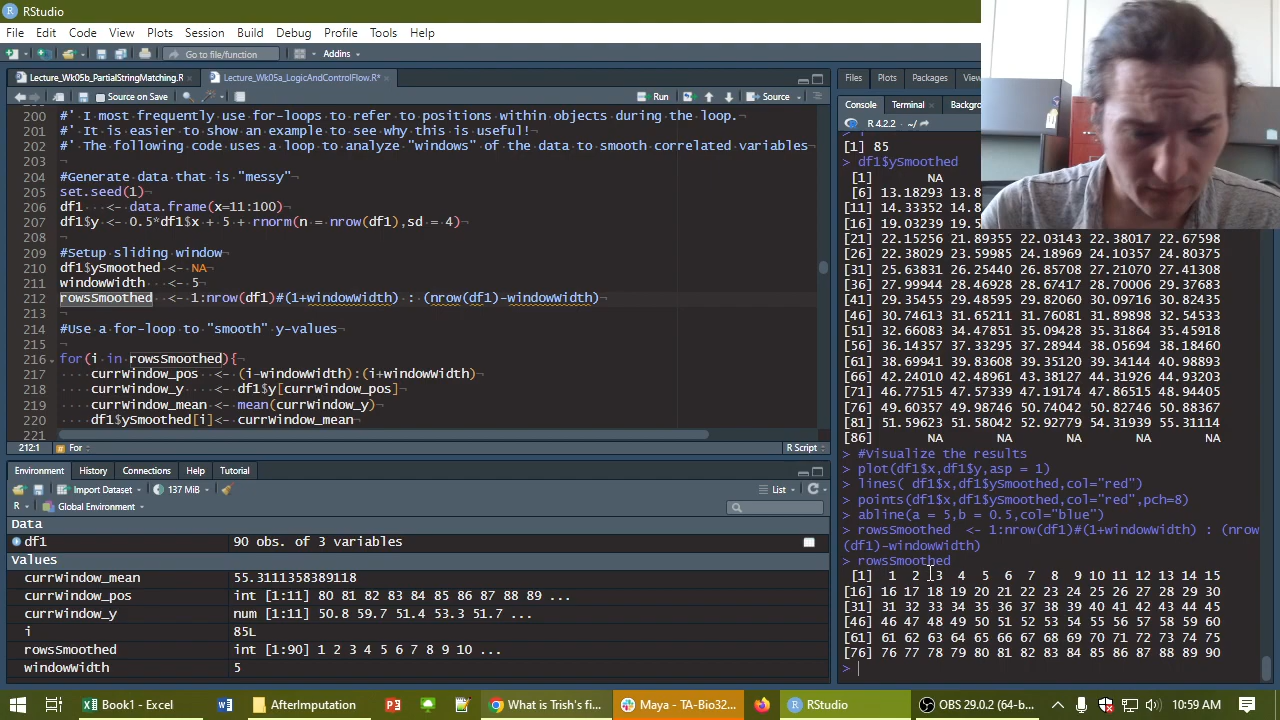 RStudio
File Edit Code View Plots Session Build Debug Profile Tools Help
Go to file/function Addins
Lecture_Wk05b_PartialStringMatching.R Lecture_Wk05a_LogicAndControlFlow.R*
Source on Save Run Source
200 #' I most frequently use for-loops to refer to positions within objects during the loop.
201 #' It is easier to show an example to see why this is useful!
202 #' The following code uses a loop to analyze "windows" of the data to smooth correlated variables
203
204 #Generate data that is "messy"
205 set.seed(1)
206 df1 <- data.frame(x=11:100)
207 df1$y <- 0.5*df1$x + 5 + rnorm(n = nrow(df1),sd = 4)
208
209 #Setup sliding window
210 df1$ySmoothed <- NA
211 windowWidth <- 5
212 rowsSmoothed <- 1:nrow(df1)#(1+windowWidth) : (nrow(df1)-windowWidth)
213
214 #Use a for-loop to "smooth" y-values
215
216 for(i in rowsSmoothed){
217 currWindow_pos <- (i-windowWidth):(i+windowWidth)
218 currWindow_y <- df1$y[currWindow_pos]
219 currWindow_mean <- mean(currWindow_y)
220 df1$ySmoothed[i]<- currWindow_mean
221
212:1 For R Script
Environment History Connections Help Tutorial
Import Dataset 137 MiB List
R Global Environment
Data
df1 90 obs. of 3 variables
Values
currWindow_mean 55.3111358389118
currWindow_pos int [1:11] 80 81 82 83 84 85 86 87 88 89 ...
currWindow_y num [1:11] 50.8 59.7 51.4 53.3 51.7 ...
i 85L
rowsSmoothed int [1:90] 1 2 3 4 5 6 7 8 9 10 ...
windowWidth 5
Files Plots Packages View
Console Terminal Backg
R 4.2.2 · ~/
[1] 85
> df1$ySmoothed
[1] NA
[6] 13.18293 13.8
[11] 14.33352 14.8
[16] 19.03239 19.5
[21] 22.15256 21.89355 22.03143 22.38017 22.67598
[26] 22.38029 23.59985 24.80375
[31] 25.63831 26.25440 26.85708 27.21070 27.41308
[36] 27.99944 28.46928 28.67414 28.70006 29.37168
[41] 29.35455 29.58595 29.82060 30.09716 30.82435
[46] 30.74613 31.65211 31.76081 31.89898 32.54533
[51] 32.66083 34.47851 35.09428 35.31864 35.45918
[56] 36.14357 37.33195 37.28944 38.05694 38.18460
[61] 38.69941 39.83608 39.35120 39.34144 40.98893
[66] 42.24010 42.48961 43.38127 44.31926 44.93203
[71] 46.77515 47.57339 47.19174 47.86515 48.94405
[76] 49.60357 49.98746 50.74042 50.82746 50.88367
[81] 51.59623 51.58042 52.92779 54.31939 55.31114
[86] NA NA NA NA NA
> #Visualize the results
> plot(df1$x,df1$y,asp = 1)
> lines( df1$x,df1$ySmoothed,col="red")
> points(df1$x,df1$ySmoothed,col="red",pch=8)
> abline(a = 5,b = 0.5,col="blue")
> rowsSmoothed <- 1:nrow(df1)#(1+windowWidth) : (nrow
(df1)-windowWidth)
> rowsSmoothed
[1] 1 2 3 4 5 6 7 8 9 10 11 12 13 14 15
[16] 16 17 18 19 20 21 22 23 24 25 26 27 28 29 30
[31] 31 32 33 34 35 36 37 38 39 40 41 42 43 44 45
[46] 46 47 48 49 50 51 52 53 54 55 56 57 58 59 60
[61] 61 62 63 64 65 66 67 68 69 70 71 72 73 74 75
[76] 76 77 78 79 80 81 82 83 84 85 86 87 88 89 90
>
Book1 - Excel AfterImputation What is Trish's fi... Maya - TA-Bio32... RStudio OBS 29.0.2 (64-b... 10:59 AM